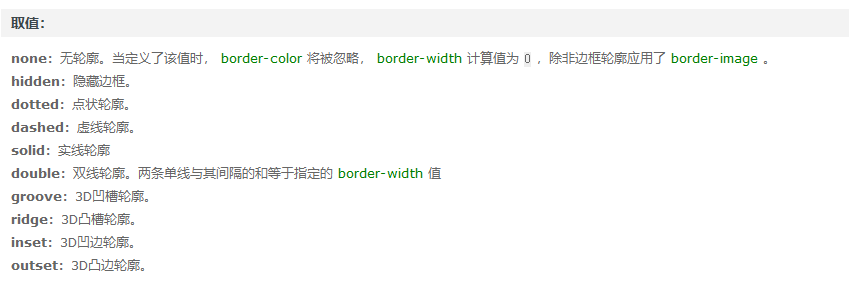 取值：
none：无轮廓。当定义了该值时， border-color 将被忽略， border-width 计算值为 0 ，除非边框轮廓应用了 border-image 。
hidden：隐藏边框。
dotted：点状轮廓。
dashed：虚线轮廓。
solid：实线轮廓
double：双线轮廓。两条单线与其间隔的和等于指定的 border-width 值
groove：3D凹槽轮廓。
ridge：3D凸槽轮廓。
inset：3D凹边轮廓。
outset：3D凸边轮廓。